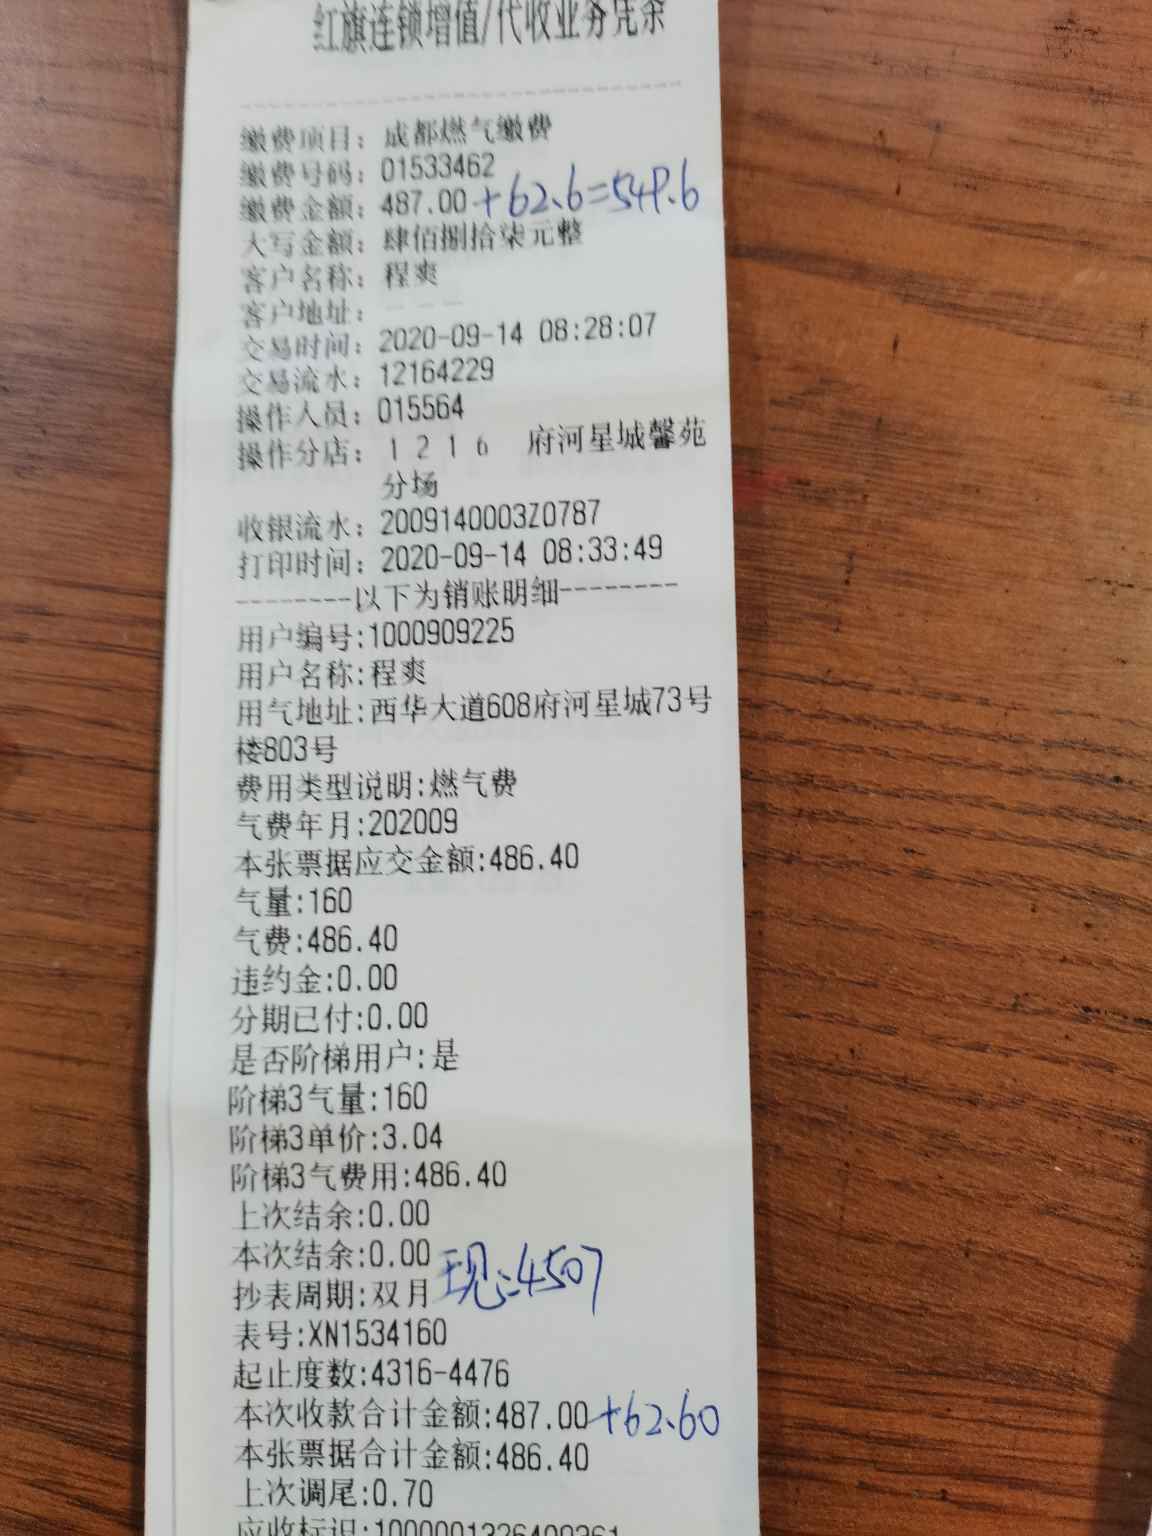 红旗连锁增值/代收业务凭条
缴费项目：成都燃气缴费
缴费号码：01533462
缴费金额：487.00+62.6=549.6
大写金额：肆佰捌拾柒元整
客户名称：程爽
客户地址：
交易时间：2020-09-14 08:28:07
交易流水：12164229
操作人员：015564
操作分店：1216 府河星城馨苑
分场
收银流水：2009140003Z0787
打印时间：2020-09-14 08:33:49
--------以下为销账明细--------
用户编号:1000909225
用户名称:程爽
用气地址:西华大道608府河星城73号
楼803号
费用类型说明:燃气费
气费年月:202009
本张票据应交金额:486.40
气量:160
气费:486.40
违约金:0.00
分期已付:0.00
是否阶梯用户:是
阶梯3气量:160
阶梯3单价:3.04
阶梯3气费用:486.40
上次结余:0.00
本次结余:0.00
现:4507
抄表周期:双月
表号:XN1534160
起止度数:4316-4476
本次收款合计金额:487.00+62.60
本张票据合计金额:486.40
上次调尾:0.70
应收标识: